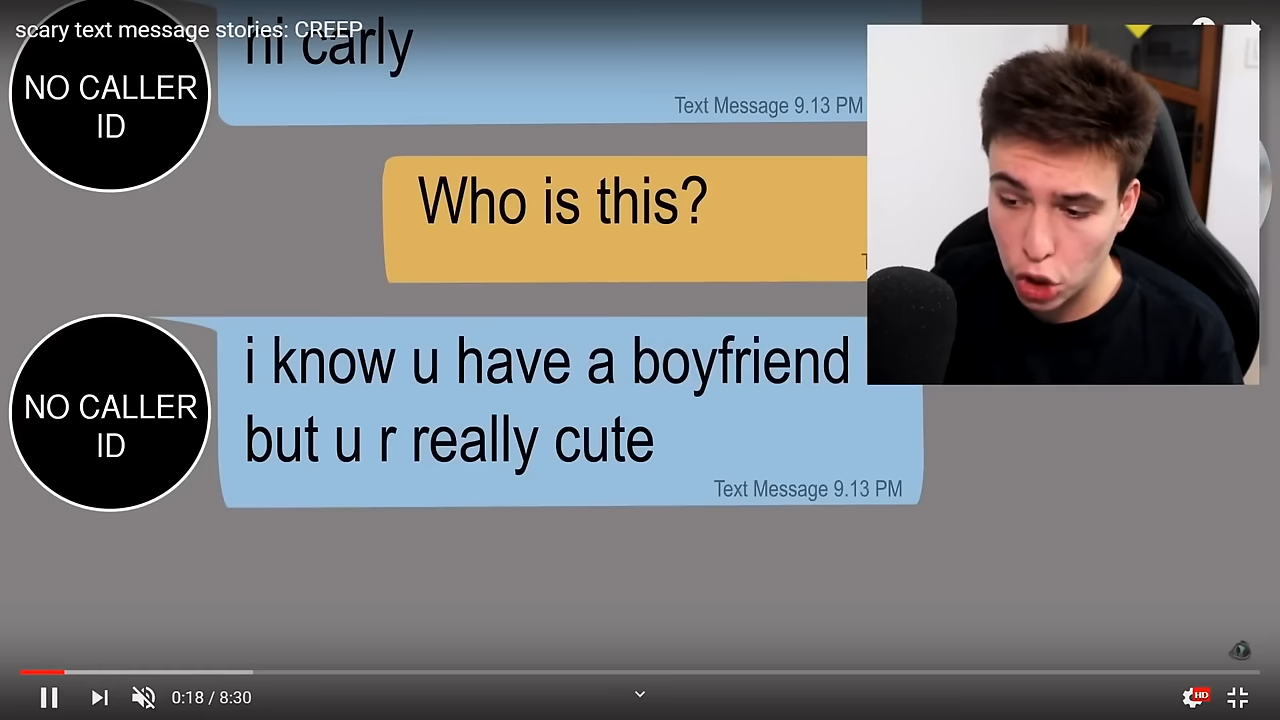 scary text message stories: CREEP
hi carly
NO CALLER
ID
Text Message 9.13 PM
Who is this?
T
i know u have a boyfriend
but u r really cute
NO CALLER
ID
Text Message 9.13 PM
0:18 / 8:30
HD